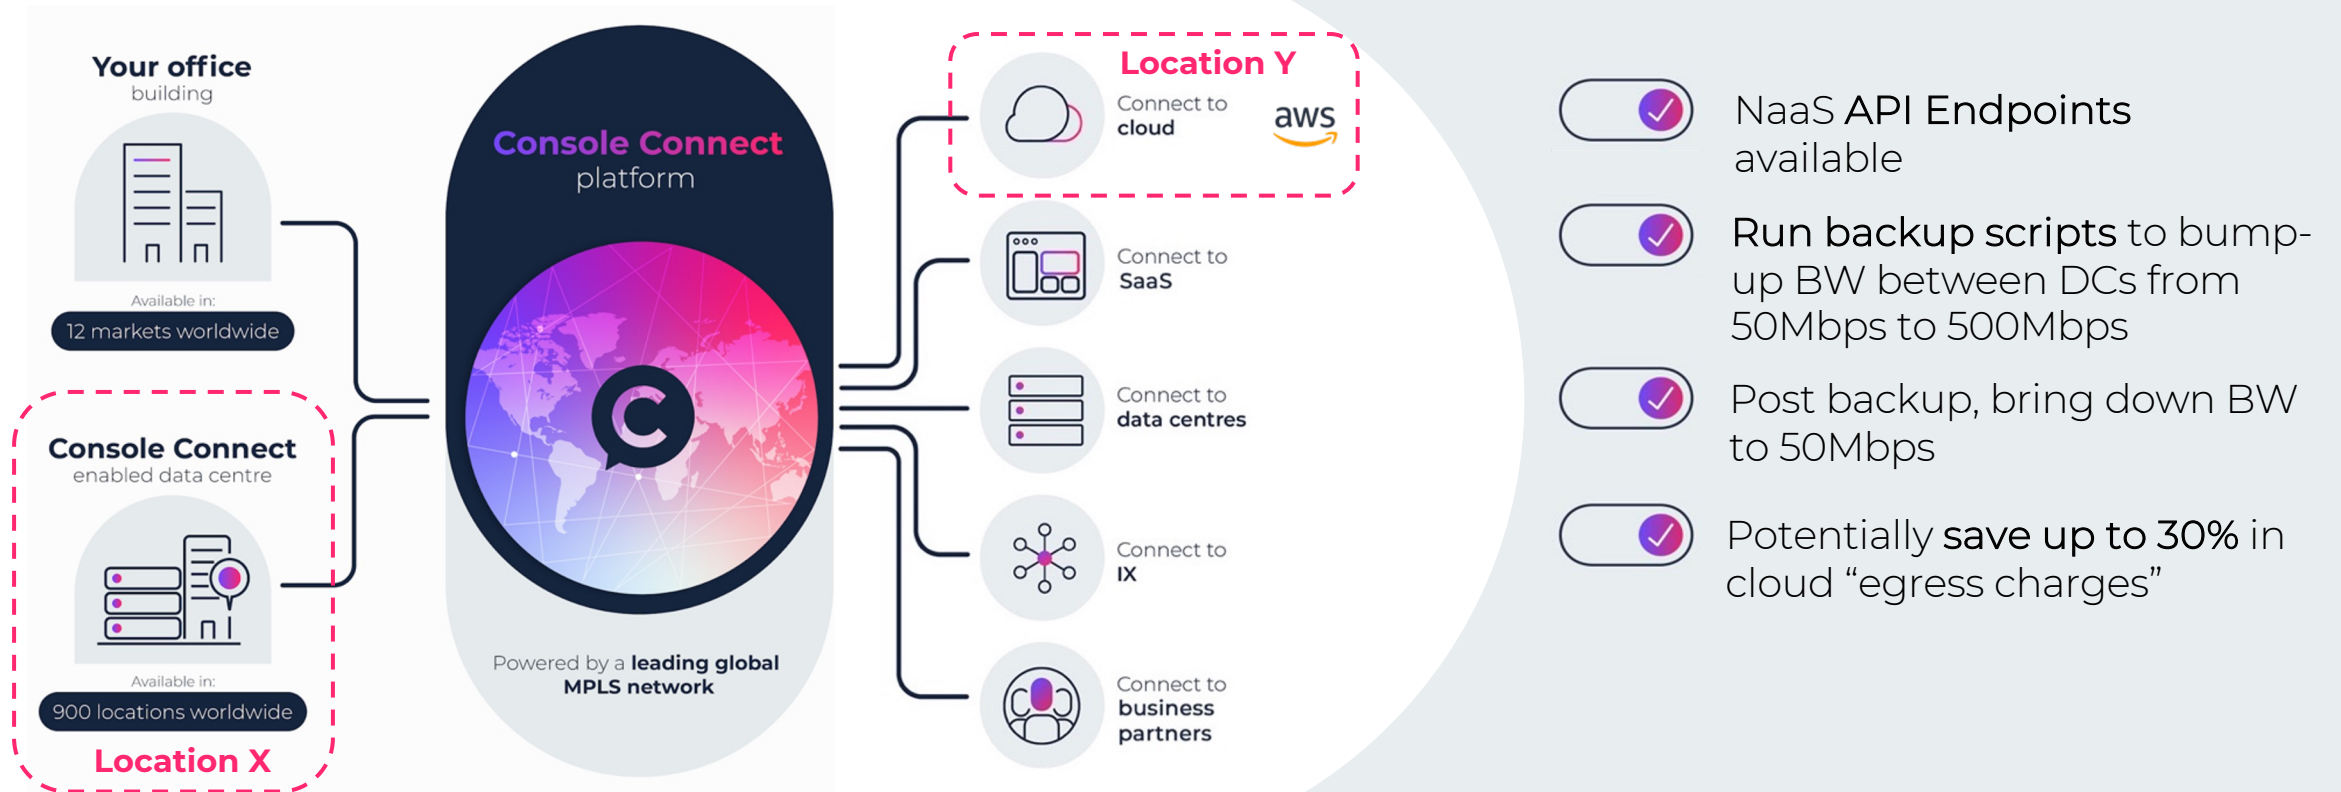 Your office
building
Available in:
12 markets worldwide
Console Connect
enabled data centre
Available in:
900 locations worldwide
Location X
Console Connect
platform
Powered by a leading global
MPLS network
Location Y
Connect to
cloud
aws
Connect to
SaaS
Connect to
data centres
Connect to
IX
Connect to
business
partners
NaaS API Endpoints
available
Run backup scripts to bump-
up BW between DCs from
50Mbps to 500Mbps
Post backup, bring down BW
to 50Mbps
Potentially save up to 30% in
cloud “egress charges”